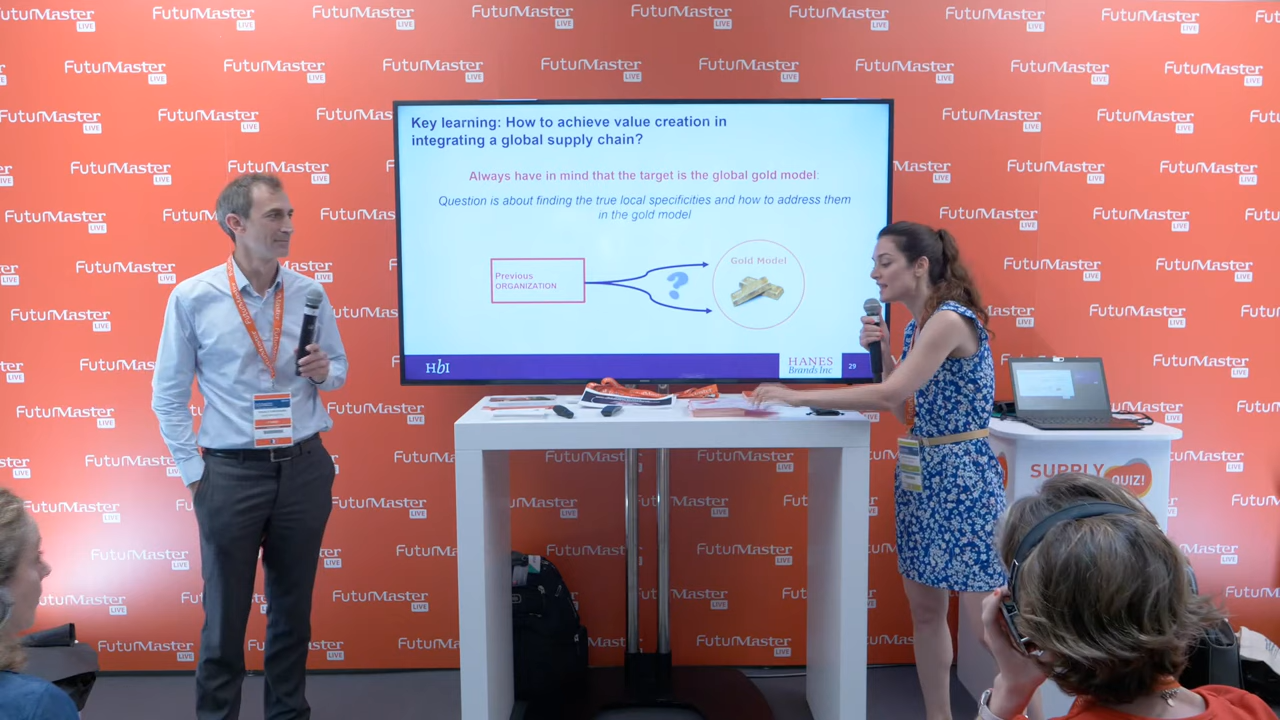 FuturMaster
LIVE
Key learning: How to achieve value creation in
integrating a global supply chain?
Always have in mind that the target is the global gold model:
Question is about finding the true local specificities and how to address them
in the gold model
Previous
ORGANIZATION
?
Gold Model
HbI
HANES
Brands Inc
29
SUPPLY
QUIZ!